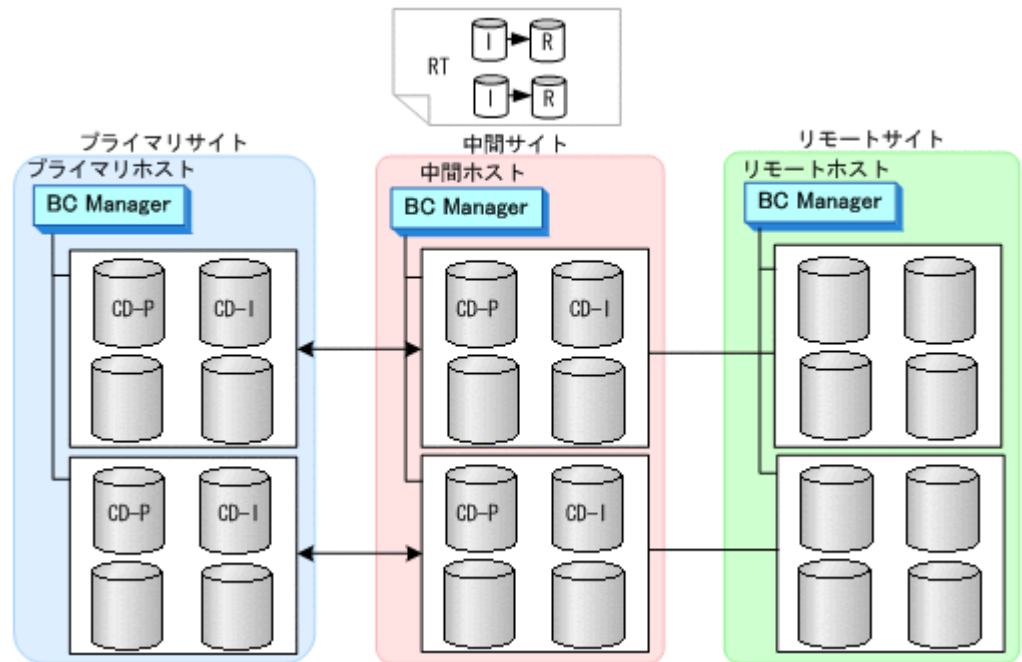 I R
RT
I R
プライマリサイト 中間サイト リモートサイト
プライマリホスト 中間ホスト リモートホスト
BC Manager BC Manager BC Manager
CD-P CD-I CD-P CD-I
CD-P CD-I CD-P CD-I